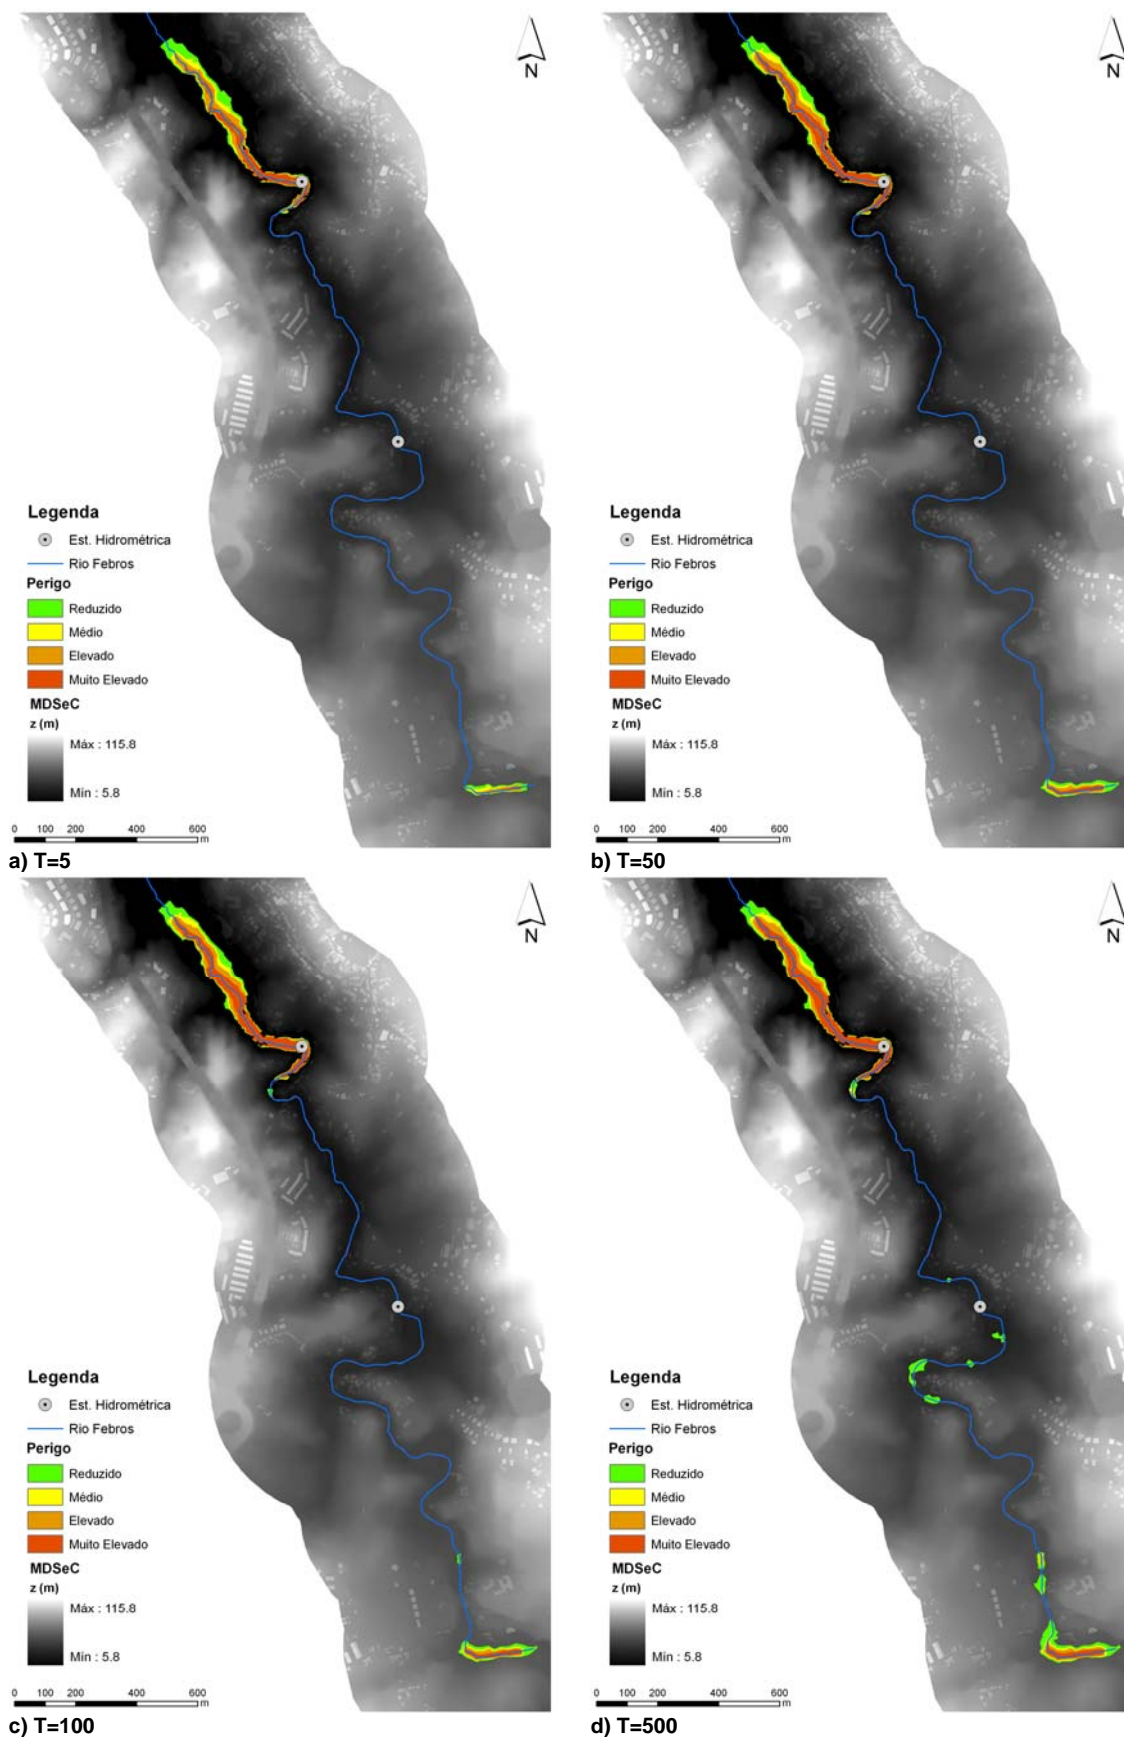 N
Legenda
Est. Hidrométrica
Rio Febros
Perigo
Reduzido
Médio
Elevado
Muito Elevado
MDSeC
z (m)
Máx : 115.8
Mín : 5.8
0 100 200 400 600
m
a) T=5
N
Legenda
Est. Hidrométrica
Rio Febros
Perigo
Reduzido
Médio
Elevado
Muito Elevado
MDSeC
z (m)
Máx : 115.8
Mín : 5.8
0 100 200 400 600
m
b) T=50
N
Legenda
Est. Hidrométrica
Rio Febros
Perigo
Reduzido
Médio
Elevado
Muito Elevado
MDSeC
z (m)
Máx : 115.8
Mín : 5.8
0 100 200 400 600
m
c) T=100
N
Legenda
Est. Hidrométrica
Rio Febros
Perigo
Reduzido
Médio
Elevado
Muito Elevado
MDSeC
z (m)
Máx : 115.8
Mín : 5.8
0 100 200 400 600
m
d) T=500